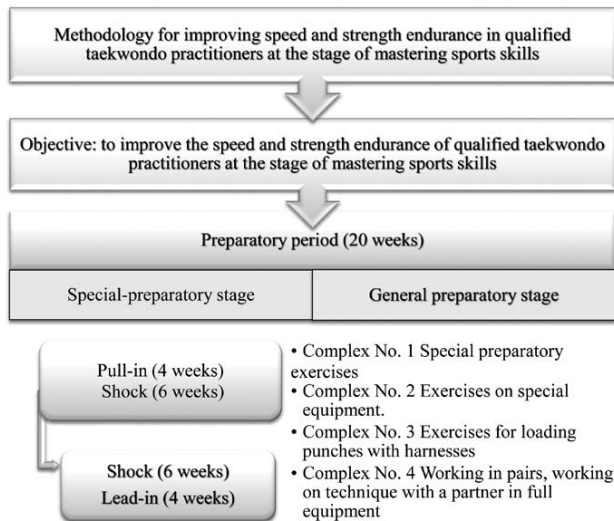 Methodology for improving speed and strength endurance in qualified
taekwondo practitioners at the stage of mastering sports skills
Objective: to improve the speed and strength endurance of qualified taekwondo
practitioners at the stage of mastering sports skills
Preparatory period (20 weeks)
Special-preparatory stage
General preparatory stage
Pull-in (4 weeks)
Shock (6 weeks)
Shock (6 weeks)
Lead-in (4 weeks)
• Complex No. 1 Special preparatory
exercises
• Complex No. 2 Exercises on special
equipment.
• Complex No. 3 Exercises for loading
punches with harnesses
• Complex No. 4 Working in pairs, working
on technique with a partner in full
equipment